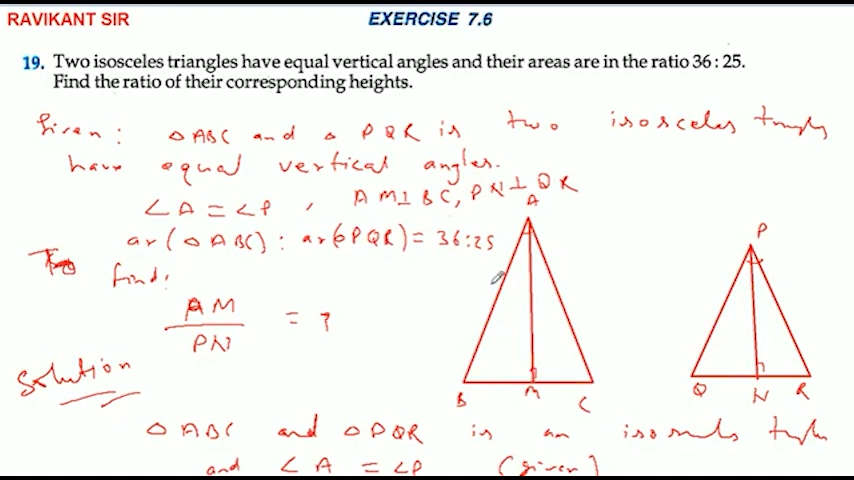 RAVIKANT SIR
EXERCISE 7.6
19. Two isosceles triangles have equal vertical angles and their areas are in the ratio 36 : 25.
Find the ratio of their corresponding heights.
Given: △ABC and △ PQR is two isosceles
have equal vertical angles.
∠A = ∠P , AM⊥BC, PN⊥QR
ar(△ABC): ar(△PQR) = 36:25
To find:
AM
PN
= ?
Solution
A
B
M
C
P
Q
N
R
△ABC and △PQR is an
and ∠A = ∠P (given)